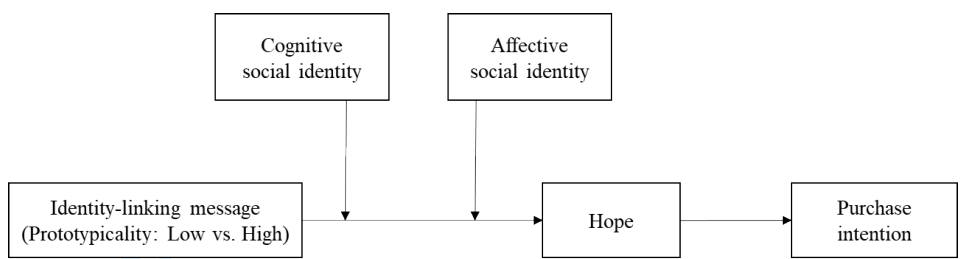 Cognitive
social identity
Affective
social identity
Identity-linking message
(Prototypicality: Low vs. High)
Hope
Purchase
intention